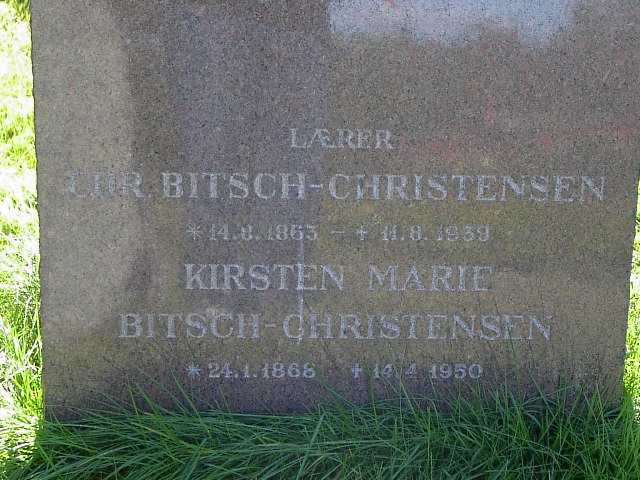 LÆRER
CHR. BITSCH-CHRISTENSEN
*14.8.1863 - +11.8.1939
KIRSTEN MARIE
BITSCH-CHRISTENSEN
*24.1.1868 +14.4.1950